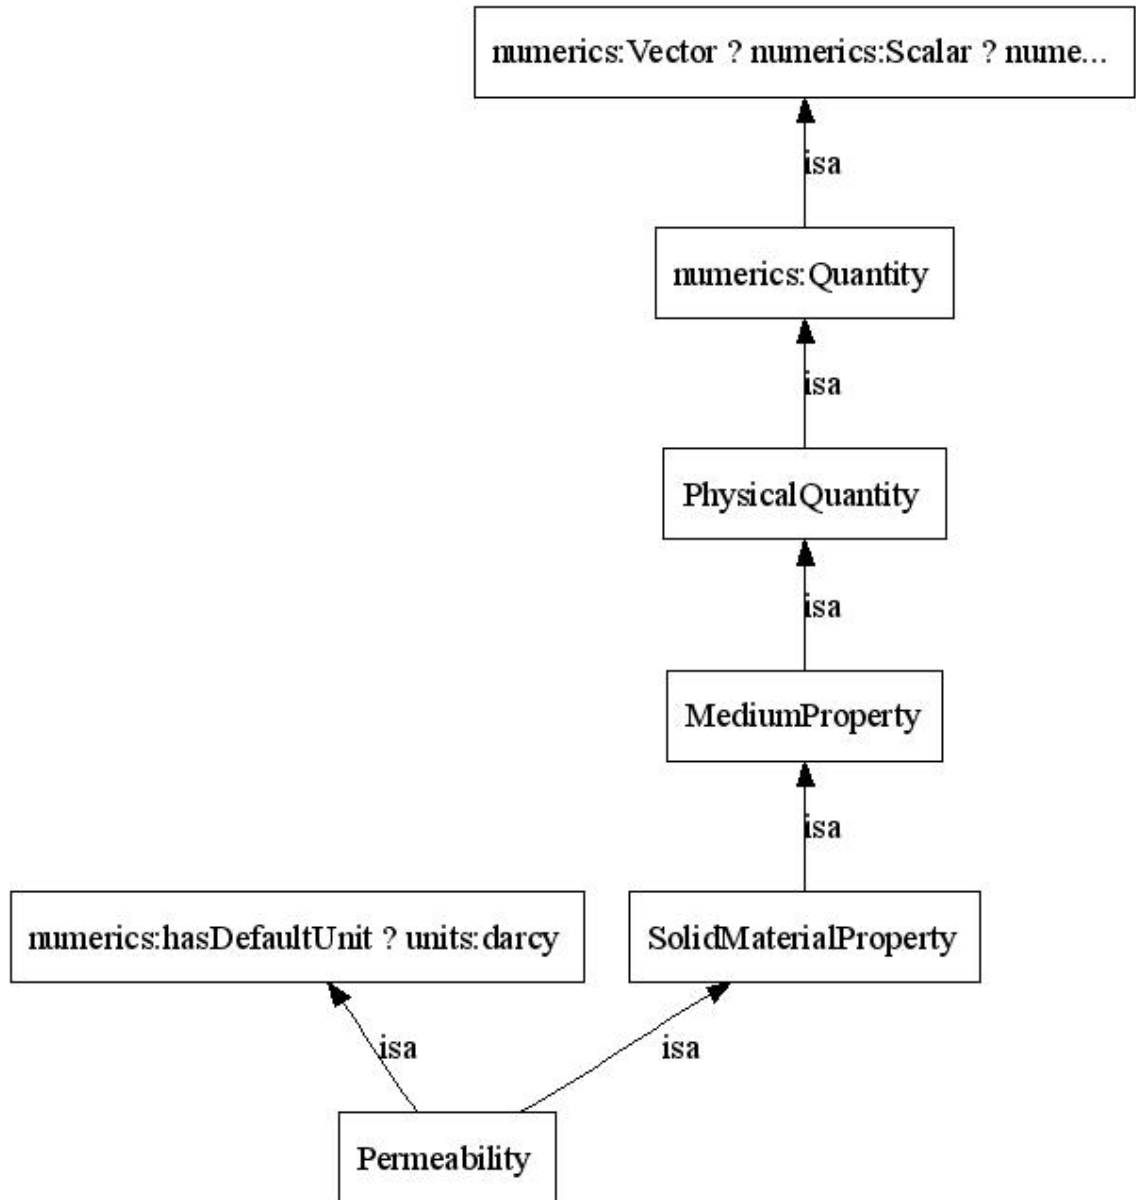 numerics:Vector ? numerics:Scalar ? nume...
isa
numerics:Quantity
isa
PhysicalQuantity
isa
MediumProperty
isa
numerics:hasDefaultUnit ? units:darcy
SolidMaterialProperty
isa
isa
Permeability